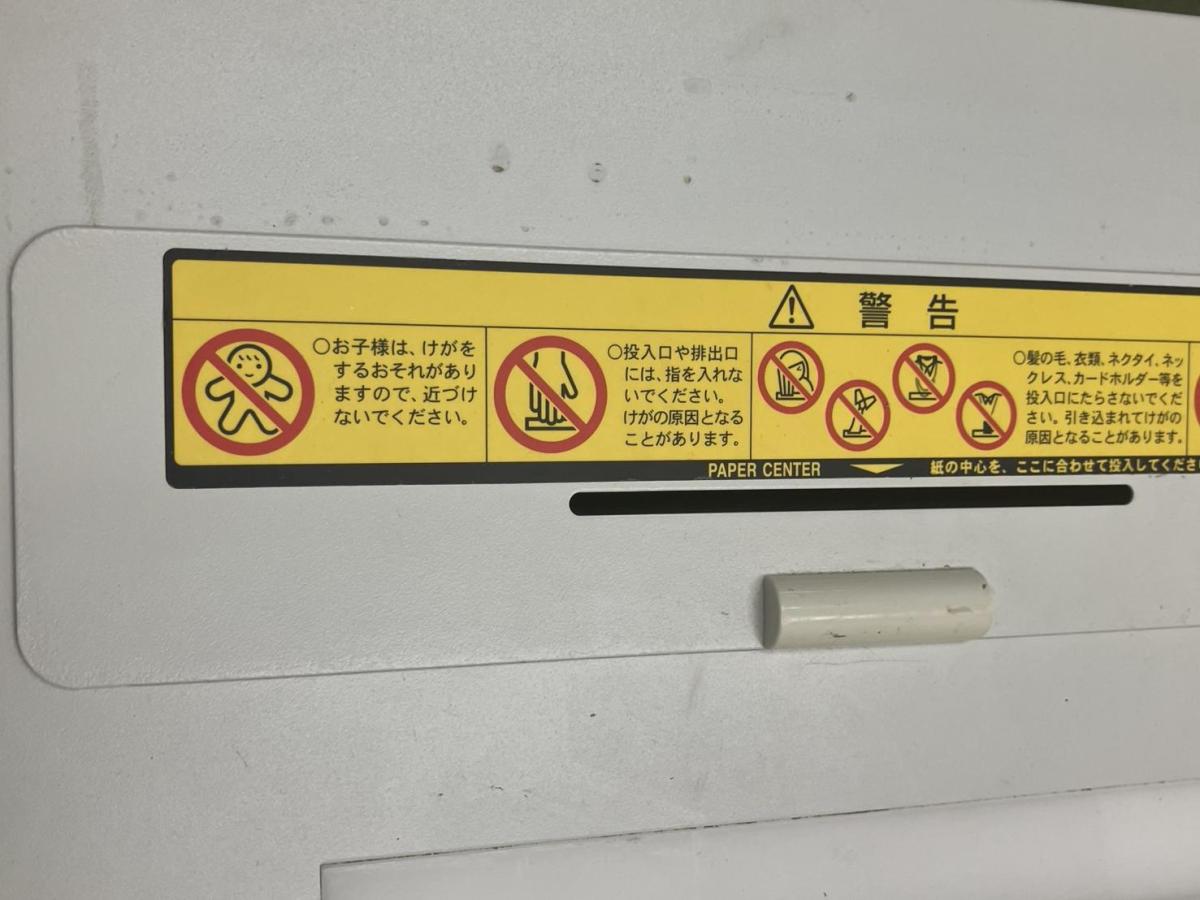 警告
○お子様は、けがを
するおそれがあり
ますので、近づけ
ないでください。
○投入口や排出口
には、指を入れな
いでください。
けがの原因となる
ことがあります。
○髪の毛、衣類、ネクタイ、ネッ
クレス、カードホルダー等を
投入口にたらさないでくだ
さい。引き込まれてけがの
原因となることがあります。
PAPER CENTER
紙の中心を、ここに合わせて投入してくださ